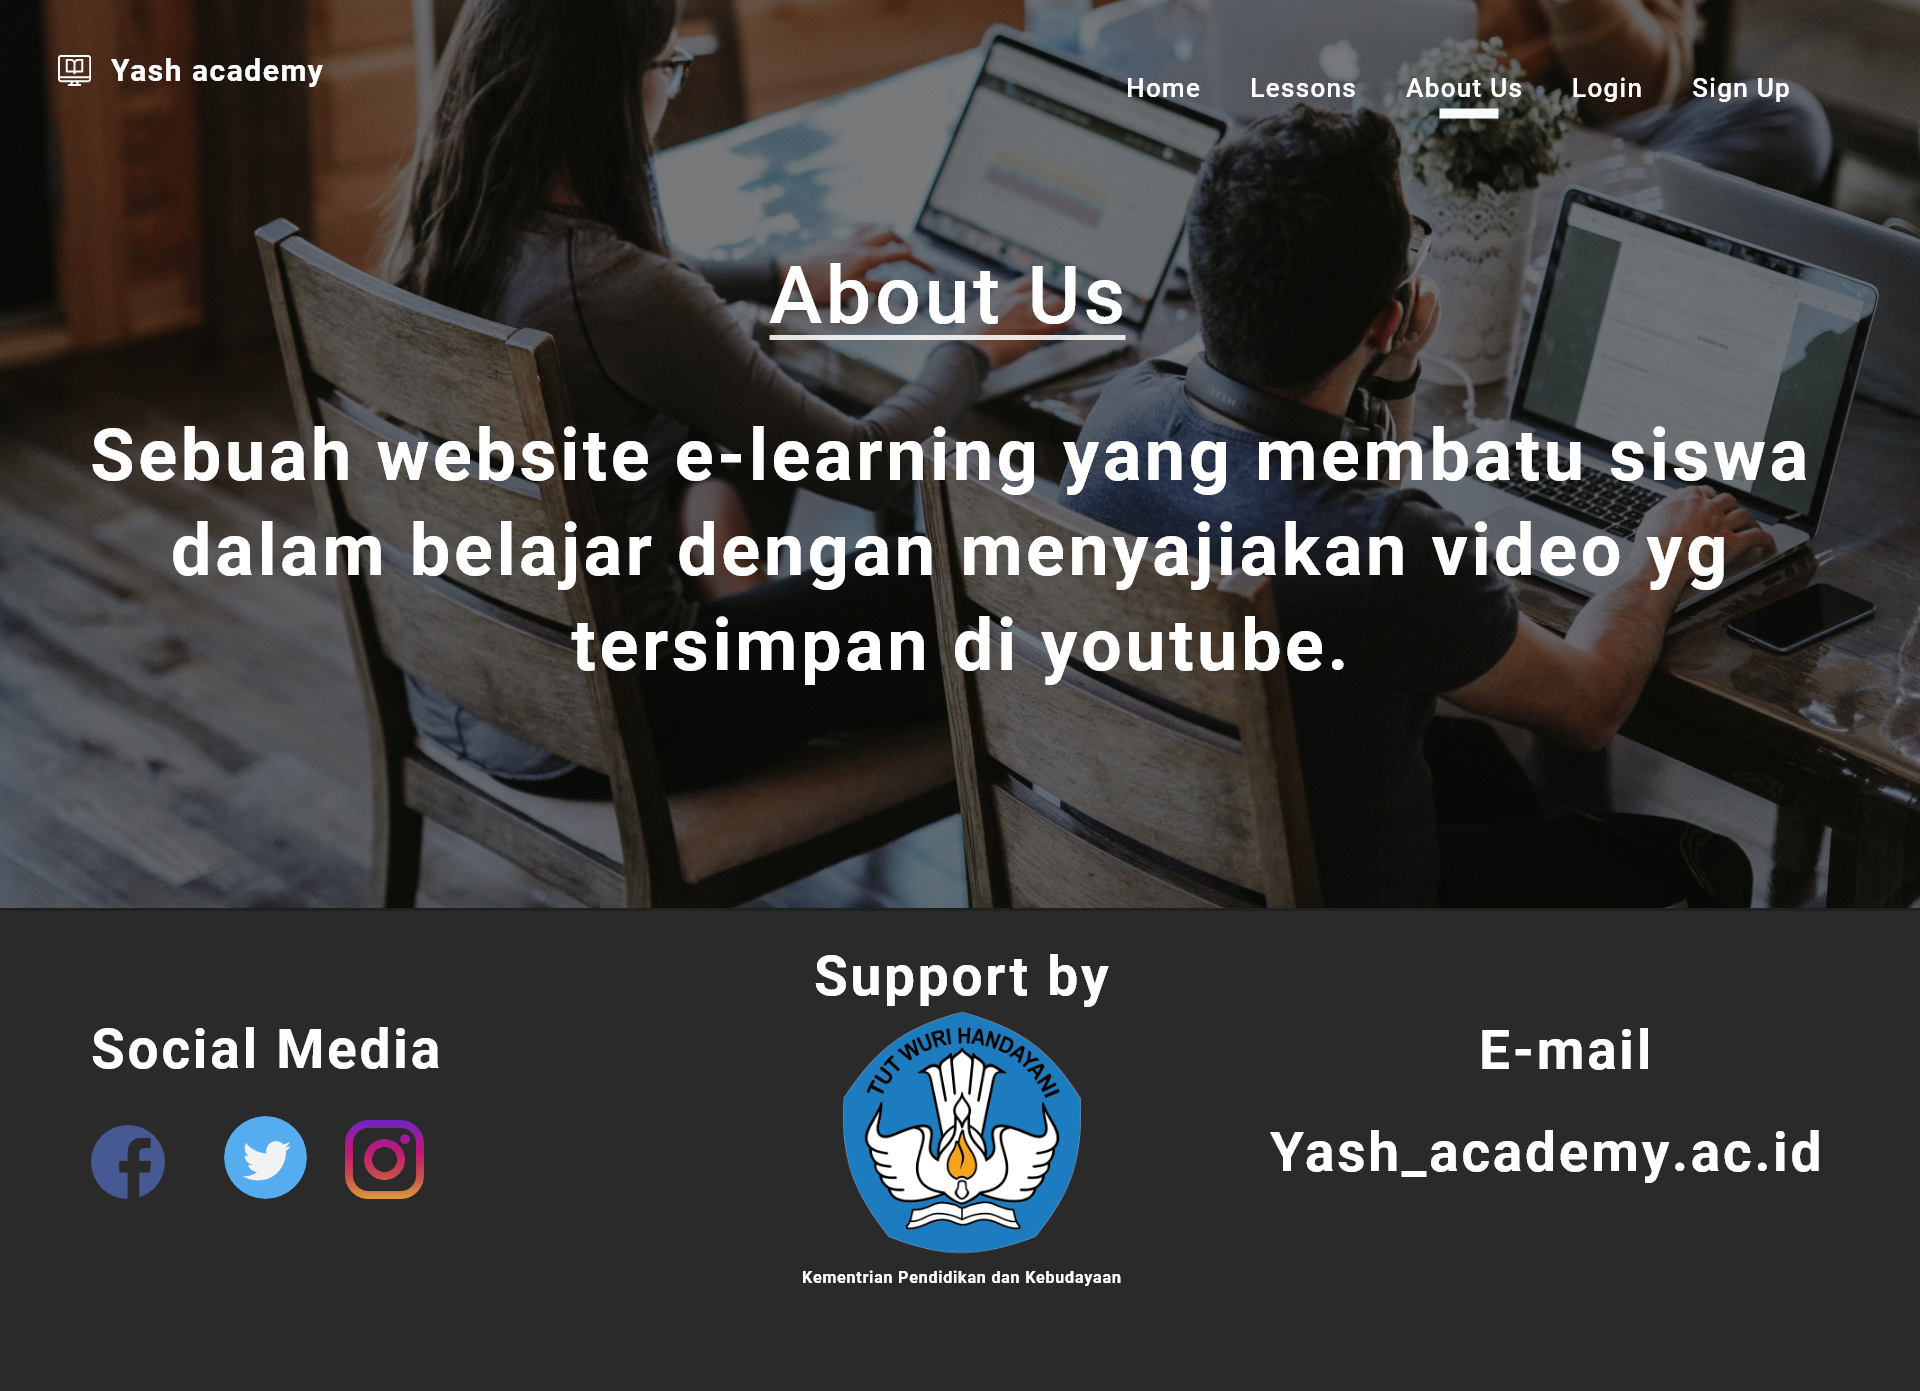 Yash academy
Home Lessons About Us Login Sign Up
About Us
Sebuah website e-learning yang membatu siswa
dalam belajar dengan menyajiakan video yg
tersimpan di youtube.
Support by
Social Media
TUT WURI HANDAYANI
E-mail
Yash_academy.ac.id
Kementrian Pendidikan dan Kebudayaan